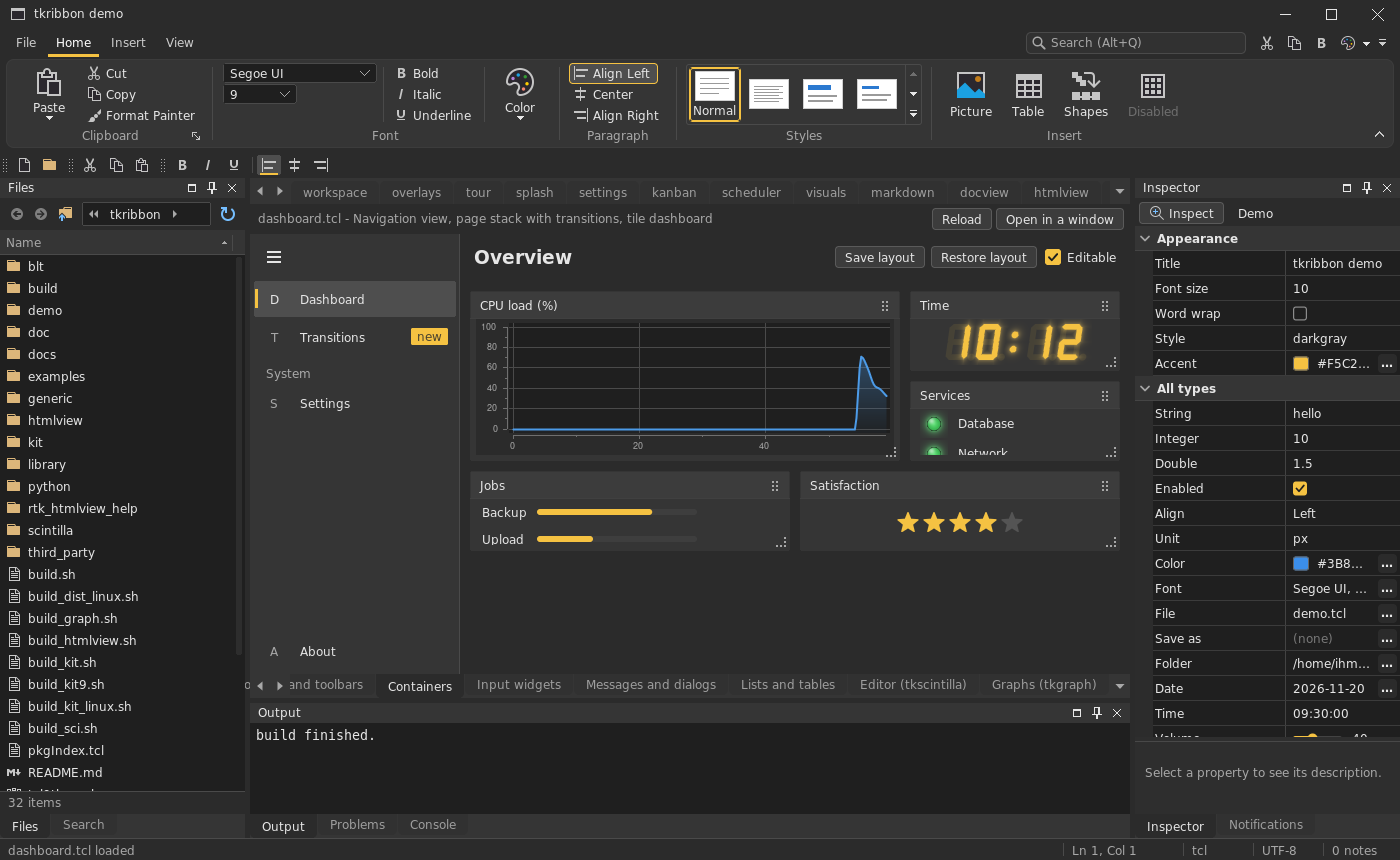 tkribbon demo
File Home Insert View
Search (Alt+Q)
B
Paste
Cut
Copy
Format Painter
Clipboard
Segoe UI
9
B Bold
I Italic
U Underline
Font
Color
Align Left
Center
Align Right
Paragraph
Normal
Styles
Picture
Table
Shapes
Disabled
Insert
B I U
Files
tkribbon
Name
blt
build
demo
doc
docs
examples
generic
htmlview
kit
library
python
rtk_htmlview_help
scintilla
third_party
build.sh
build_dist_linux.sh
build_graph.sh
build_htmlview.sh
build_kit.sh
build_kit9.sh
build_kit_linux.sh
build_sci.sh
pkgIndex.tcl
README.md
32 items
Files Search
workspace overlays tour splash settings kanban scheduler visuals markdown docview htmlview
dashboard.tcl - Navigation view, page stack with transitions, tile dashboard
Reload
Open in a window
D Dashboard
T Transitions new
System
S Settings
A About
Overview
Save layout
Restore layout
Editable
CPU load (%)
100
80
60
40
20
0
0 20 40
Time
10:12
Services
Database
Network
Jobs
Backup
Upload
Satisfaction
and toolbars Containers Input widgets Messages and dialogs Lists and tables Editor (tkscintilla) Graphs (tkgraph)
Output
build finished.
Output Problems Console
Inspector
Inspect Demo
Appearance
Title tkribbon demo
Font size 10
Word wrap
Style darkgray
Accent #F5C2... ...
All types
String hello
Integer 10
Double 1.5
Enabled
Align Left
Unit px
Color #3B8... ...
Font Segoe UI, ... ...
File demo.tcl ...
Save as (none) ...
Folder /home/ihm... ...
Date 2026-11-20 ...
Time 09:30:00
Volume 40
Select a property to see its description.
Inspector Notifications
dashboard.tcl loaded
Ln 1, Col 1
tcl
UTF-8
0 notes